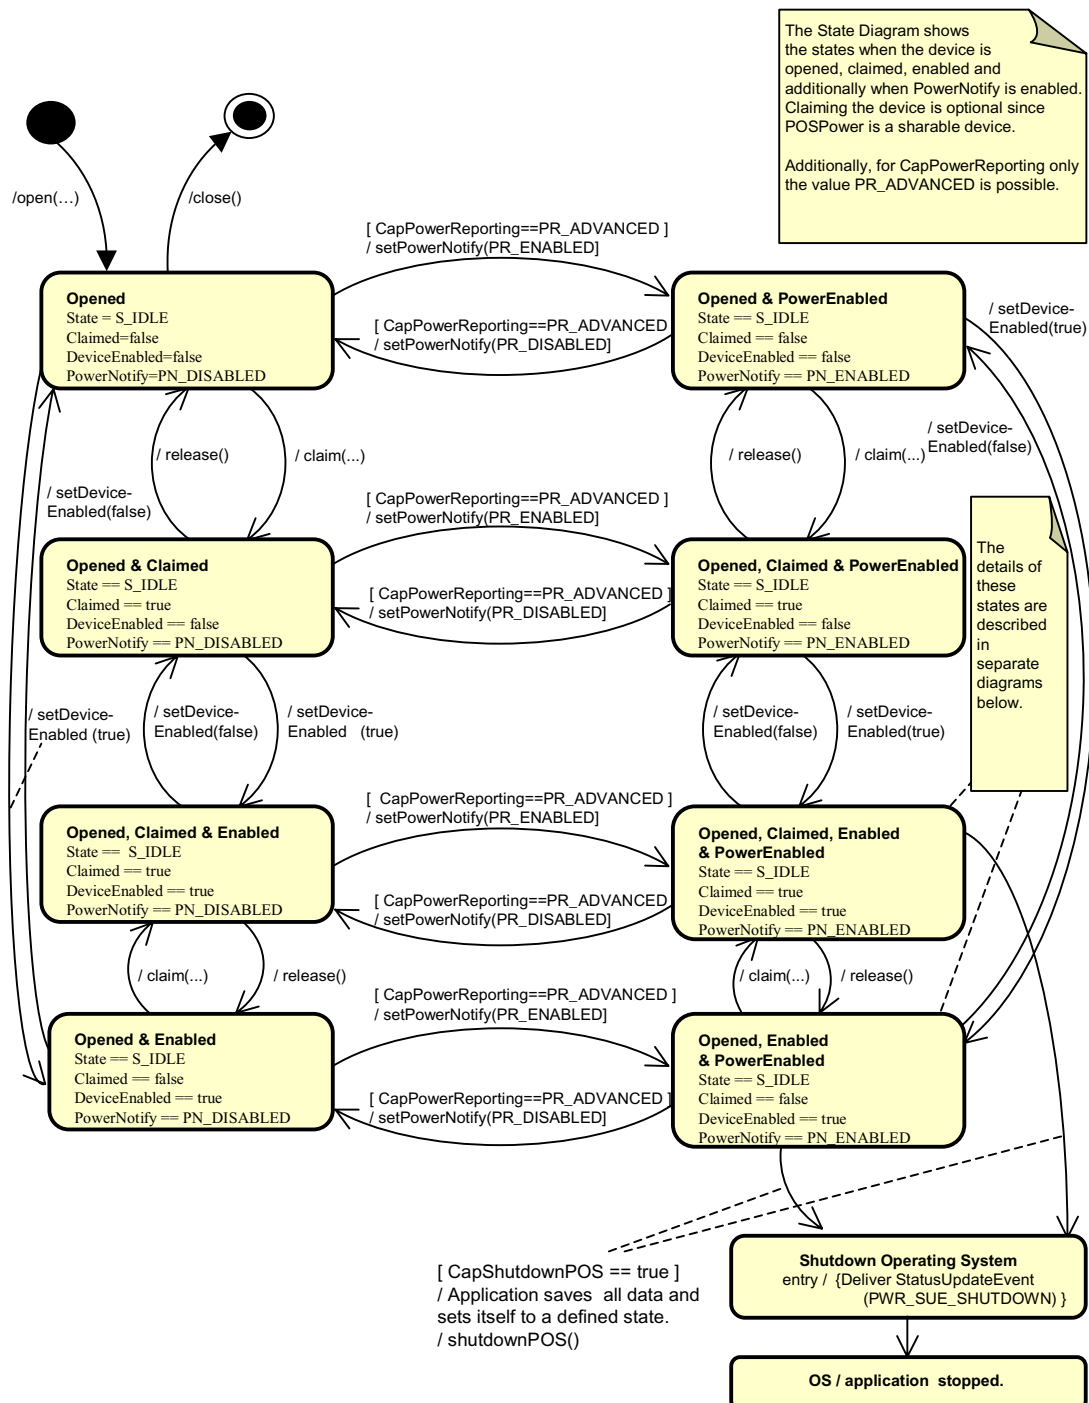 The State Diagram shows
the states when the device is
opened, claimed, enabled and
additionally when PowerNotify is enabled.
Claiming the device is optional since
POSPower is a sharable device.
Additionally, for CapPowerReporting only
the value PR_ADVANCED is possible.
/open(…)
/close()
[ CapPowerReporting==PR_ADVANCED ]
/ setPowerNotify(PR_ENABLED]
Opened
State = S_IDLE
Claimed=false
DeviceEnabled=false
PowerNotify=PN_DISABLED
[ CapPowerReporting==PR_ADVANCED
/ setPowerNotify(PR_DISABLED]
Opened & PowerEnabled
State == S_IDLE
Claimed == false
DeviceEnabled == false
PowerNotify == PN_ENABLED
/ setDevice-
Enabled(true)
/ release()
/ claim(...)
/ release()
/ claim(...)
/ setDevice-
Enabled(false)
/ setDevice-
Enabled(false)
[ CapPowerReporting==PR_ADVANCED ]
/ setPowerNotify(PR_ENABLED]
Opened & Claimed
State == S_IDLE
Claimed == true
DeviceEnabled == false
PowerNotify == PN_DISABLED
[ CapPowerReporting==PR_ADVANCED ]
/ setPowerNotify(PR_DISABLED]
Opened, Claimed & PowerEnabled
State == S_IDLE
Claimed == true
DeviceEnabled == false
PowerNotify == PN_ENABLED
The
details of
these
states are
described
in
separate
diagrams
below.
/ setDevice-
Enabled (true)
/ setDevice-
Enabled(false)
/ setDevice-
Enabled (true)
/ setDevice-
Enabled(false)
/ setDevice-
Enabled(true)
[ CapPowerReporting==PR_ADVANCED ]
/ setPowerNotify(PR_ENABLED]
Opened, Claimed & Enabled
State == S_IDLE
Claimed == true
DeviceEnabled == true
PowerNotify == PN_DISABLED
[ CapPowerReporting==PR_ADVANCED
/ setPowerNotify(PR_DISABLED]
Opened, Claimed, Enabled
& PowerEnabled
State == S_IDLE
Claimed == true
DeviceEnabled == true
PowerNotify == PN_ENABLED
/ claim(...)
/ release()
/ claim(...)
/ release()
[ CapPowerReporting==PR_ADVANCED ]
/ setPowerNotify(PR_ENABLED]
Opened & Enabled
State == S_IDLE
Claimed == false
DeviceEnabled == true
PowerNotify == PN_DISABLED
[ CapPowerReporting==PR_ADVANCED ]
/ setPowerNotify(PR_DISABLED]
Opened, Enabled
& PowerEnabled
State == S_IDLE
Claimed == false
DeviceEnabled == true
PowerNotify == PN_ENABLED
[ CapShutdownPOS == true ]
/ Application saves all data and
sets itself to a defined state.
/ shutdownPOS()
Shutdown Operating System
entry / {Deliver StatusUpdateEvent
(PWR_SUE_SHUTDOWN) }
OS / application stopped.